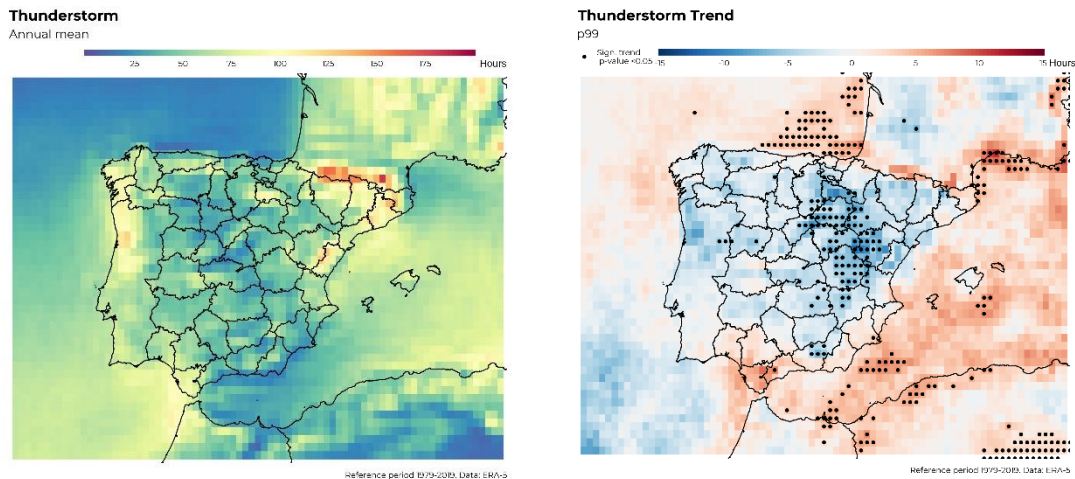 Thunderstorm
Annual mean
25 50 75 100 125 150 175 Hours
Reference period 1979-2019. Data: ERA-5
Thunderstorm Trend
p99
Sign. trend
p-value <0.05
-15 -10 -5 0 5 10 15 Hours
Reference period 1979-2019. Data: ERA-5